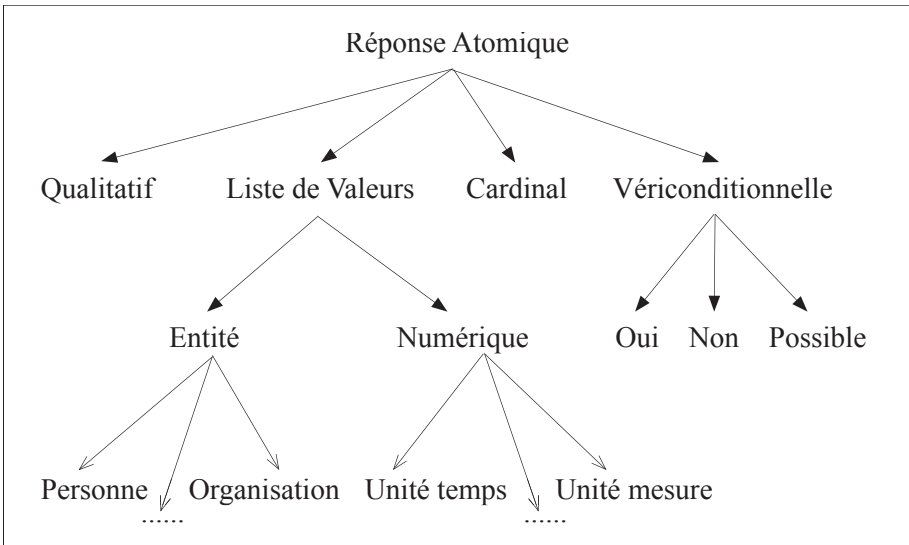 Réponse Atomique
Qualitatif Liste de Valeurs Cardinal Vériconditionnelle
Entité Numérique Oui Non Possible
Personne Organisation Unité temps Unité mesure
...... ......